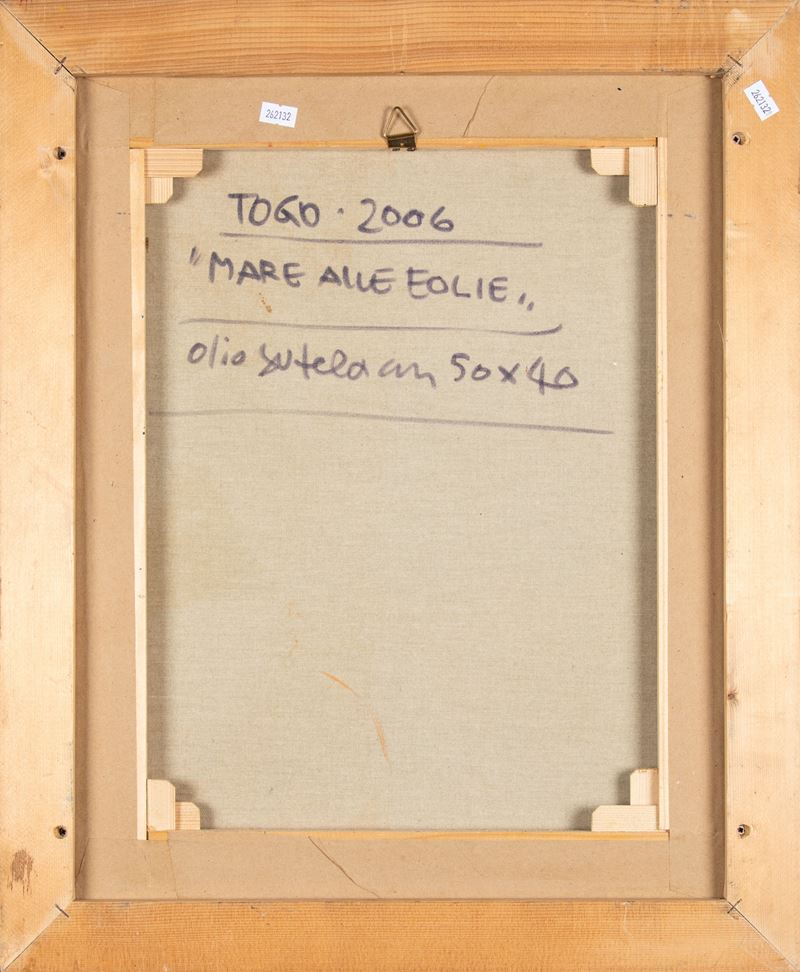 262132
262132
TOGO · 2006
"MARE ALLE EOLIE„
olio su tela cm 50x40